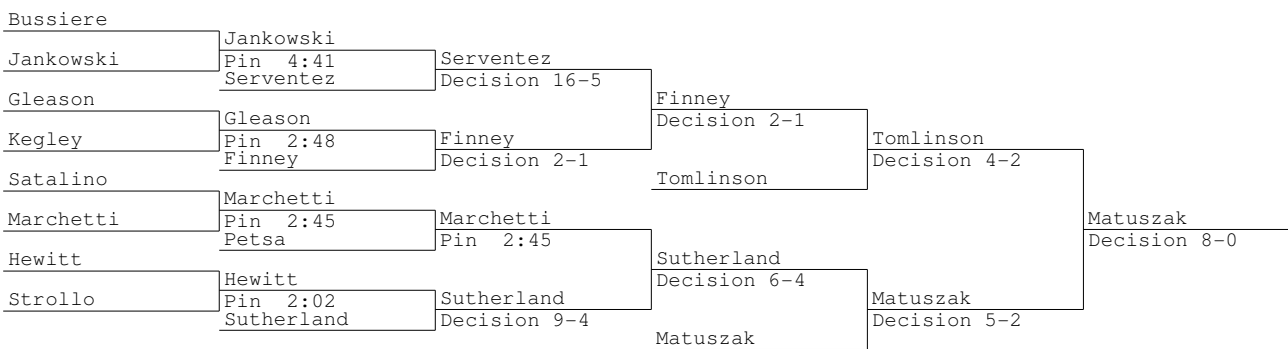 Bussiere
Jankowski
Jankowski
Pin 4:41
Serventez
Serventez
Decision 16-5
Gleason
Kegley
Gleason
Pin 2:48
Finney
Finney
Decision 2-1
Finney
Decision 2-1
Tomlinson
Tomlinson
Decision 4-2
Satalino
Marchetti
Marchetti
Pin 2:45
Petsa
Marchetti
Pin 2:45
Hewitt
Strollo
Hewitt
Pin 2:02
Sutherland
Sutherland
Decision 9-4
Sutherland
Decision 6-4
Matuszak
Matuszak
Decision 5-2
Matuszak
Decision 8-0